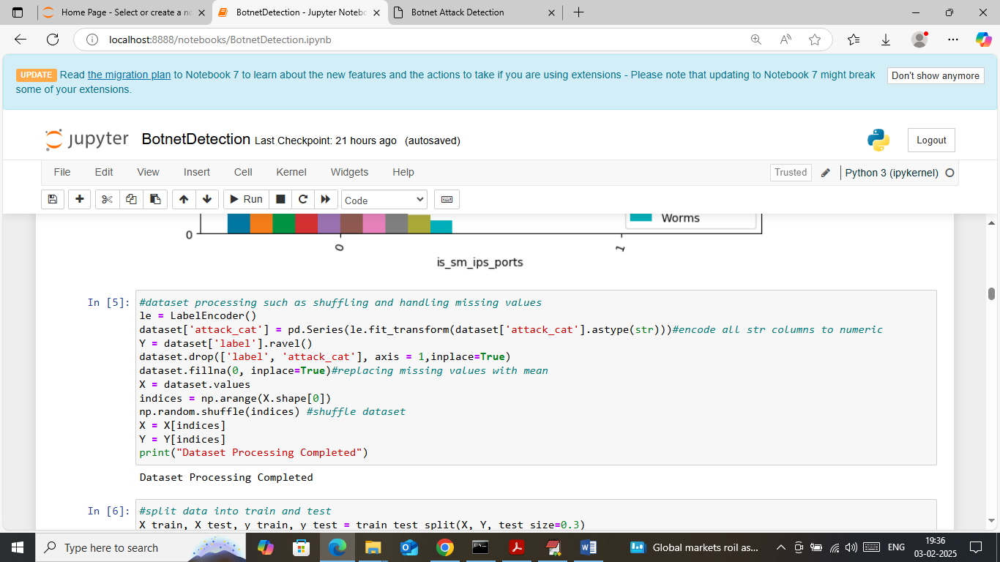 Home Page - Select or create a n
BotnetDetection - Jupyter Notebo
Botnet Attack Detection
localhost:8888/notebooks/BotnetDetection.ipynb
UPDATE Read the migration plan to Notebook 7 to learn about the new features and the actions to take if you are using extensions - Please note that updating to Notebook 7 might break
some of your extensions.
Don't show anymore
jupyter BotnetDetection Last Checkpoint: 21 hours ago (autosaved)
Logout
File Edit View Insert Cell Kernel Widgets Help
Trusted Python 3 (ipykernel)
Run Code
Worms
0
0 1
is_sm_ips_ports
In [5]: #dataset processing such as shuffling and handling missing values
le = LabelEncoder()
dataset['attack_cat'] = pd.Series(le.fit_transform(dataset['attack_cat'].astype(str)))#encode all str columns to numeric
Y = dataset['label'].ravel()
dataset.drop(['label', 'attack_cat'], axis = 1,inplace=True)
dataset.fillna(0, inplace=True)#replacing missing values with mean
X = dataset.values
indices = np.arange(X.shape[0])
np.random.shuffle(indices) #shuffle dataset
X = X[indices]
Y = Y[indices]
print("Dataset Processing Completed")
Dataset Processing Completed
In [6]: #split data into train and test
X_train, X_test, y_train, y_test = train_test_split(X, Y, test_size=0.3)
Type here to search
Global markets roil as...
ENG
19:36
03-02-2025